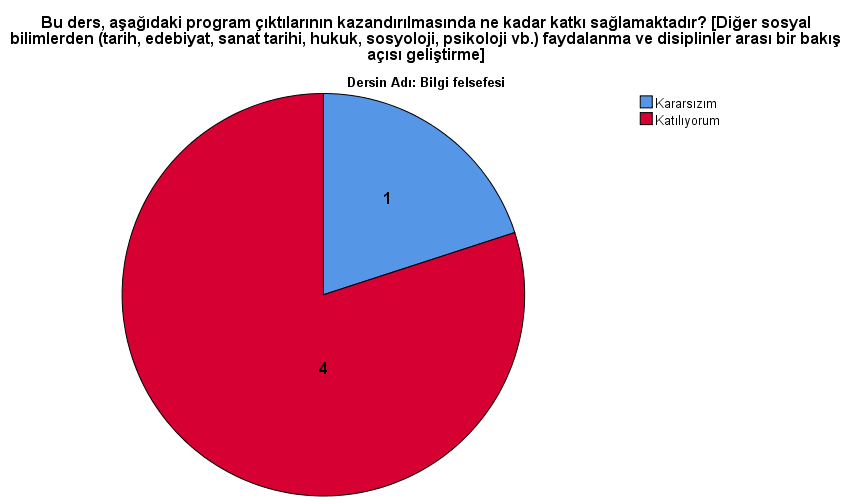 Bu ders, aşağıdaki program çıktılarının kazandırılmasında ne kadar katkı sağlamaktadır? [Diğer sosyal
bilimlerden (tarih, edebiyat, sanat tarihi, hukuk, sosyoloji, psikoloji vb.) faydalanma ve disiplinler arası bir bakış
açısı geliştirme]
Dersin Adı: Bilgi felsefesi
Kararsızım
Katılıyorum
1
4